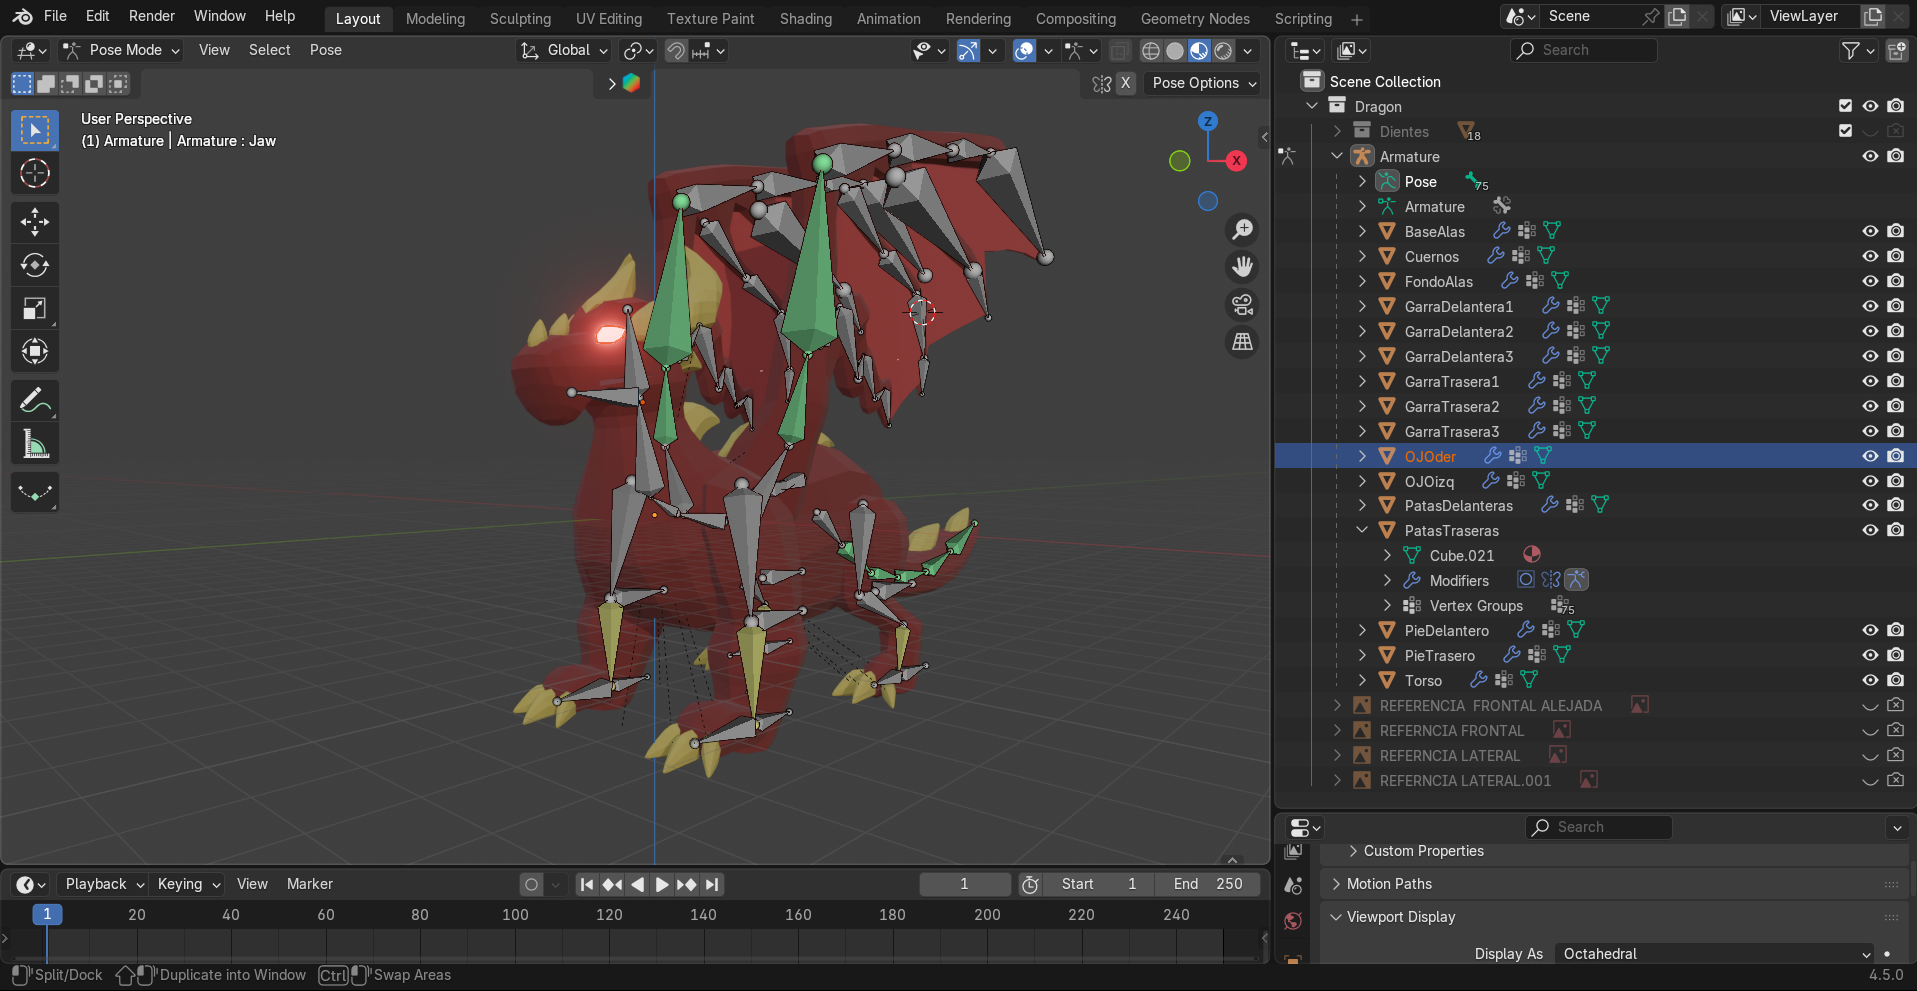 File Edit Render Window Help Layout Modeling Sculpting UV Editing Texture Paint Shading Animation Rendering Compositing Geometry Nodes Scripting Scene ViewLayer
Pose Mode View Select Pose Global Search
X Pose Options
User Perspective
(1) Armature | Armature : Jaw
Z
X
Scene Collection
Dragon
Dientes 18
Armature
Pose 75
Armature
BaseAlas
Cuernos
FondoAlas
GarraDelantera1
GarraDelantera2
GarraDelantera3
GarraTrasera1
GarraTrasera2
GarraTrasera3
OJOder
OJOizq
PatasDelanteras
PatasTraseras
Cube.021
Modifiers
Vertex Groups 75
PieDelantero
PieTrasero
Torso
REFERENCIA FRONTAL ALEJADA
REFERNCIA FRONTAL
REFERNCIA LATERAL
REFERNCIA LATERAL.001
Search
Custom Properties
Motion Paths
Viewport Display
Display As Octahedral
Playback Keying View Marker 1 Start 1 End 250
1 20 40 60 80 100 120 140 160 180 200 220 240
Split/Dock Duplicate into Window Ctrl Swap Areas 4.5.0